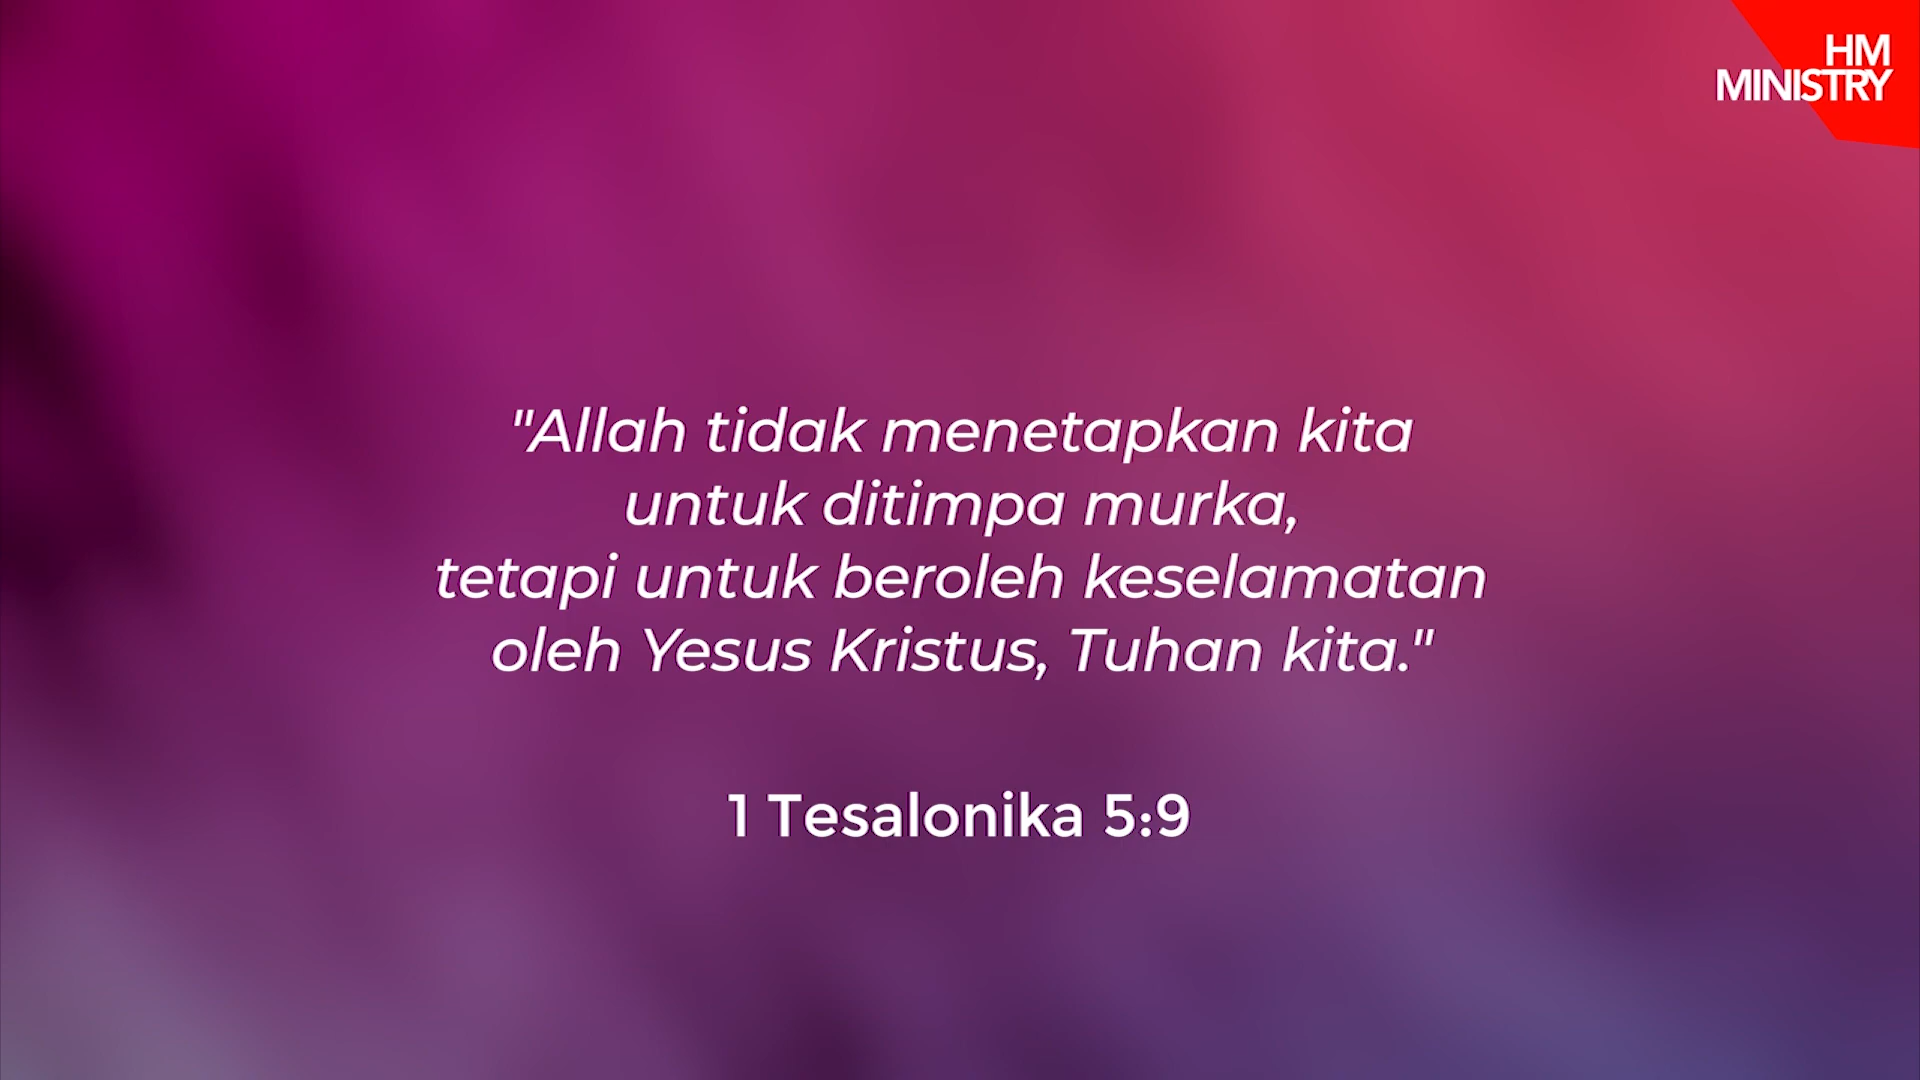 HM
MINISTRY
"Allah tidak menetapkan kita
untuk ditimpa murka,
tetapi untuk beroleh keselamatan
oleh Yesus Kristus, Tuhan kita."
1 Tesalonika 5:9